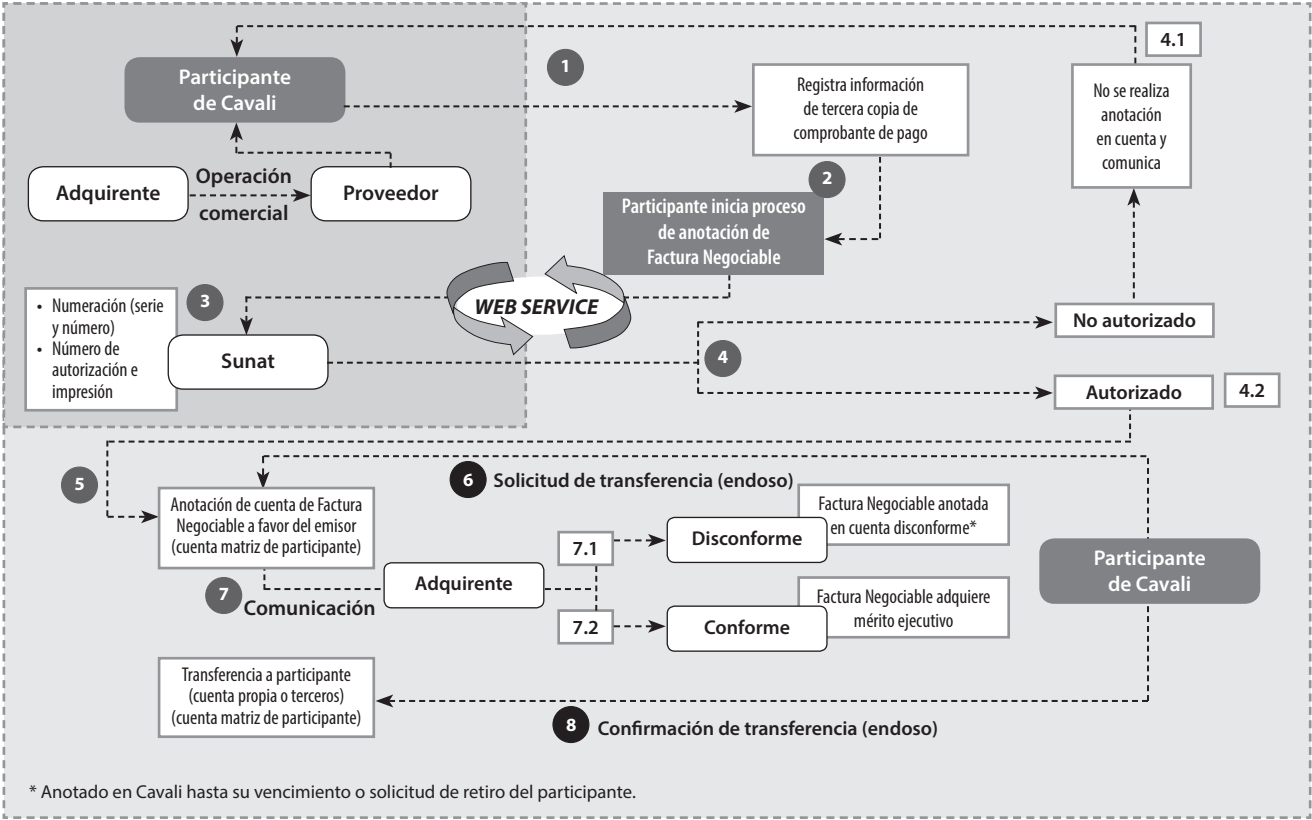 4.1
1
Participante
de Cavali
Registra información
de tercera copia de
comprobante de pago
No se realiza
anotación
en cuenta y
comunica
2
Adquirente
Operación
comercial
Proveedor
Participante inicia proceso
de anotación de
Factura Negociable
3
• Numeración (serie
y número)
• Número de
autorización e
impresión
Sunat
WEB SERVICE
4
No autorizado
Autorizado
4.2
5
6
Solicitud de transferencia (endoso)
Anotación de cuenta de Factura
Negociable a favor del emisor
(cuenta matriz de participante)
7
Comunicación
Adquirente
7.1
Disconforme
Factura Negociable anotada
en cuenta disconforme*
7.2
Conforme
Factura Negociable adquiere
mérito ejecutivo
Participante
de Cavali
Transferencia a participante
(cuenta propia o terceros)
(cuenta matriz de participante)
8
Confirmación de transferencia (endoso)
* Anotado en Cavali hasta su vencimiento o solicitud de retiro del participante.